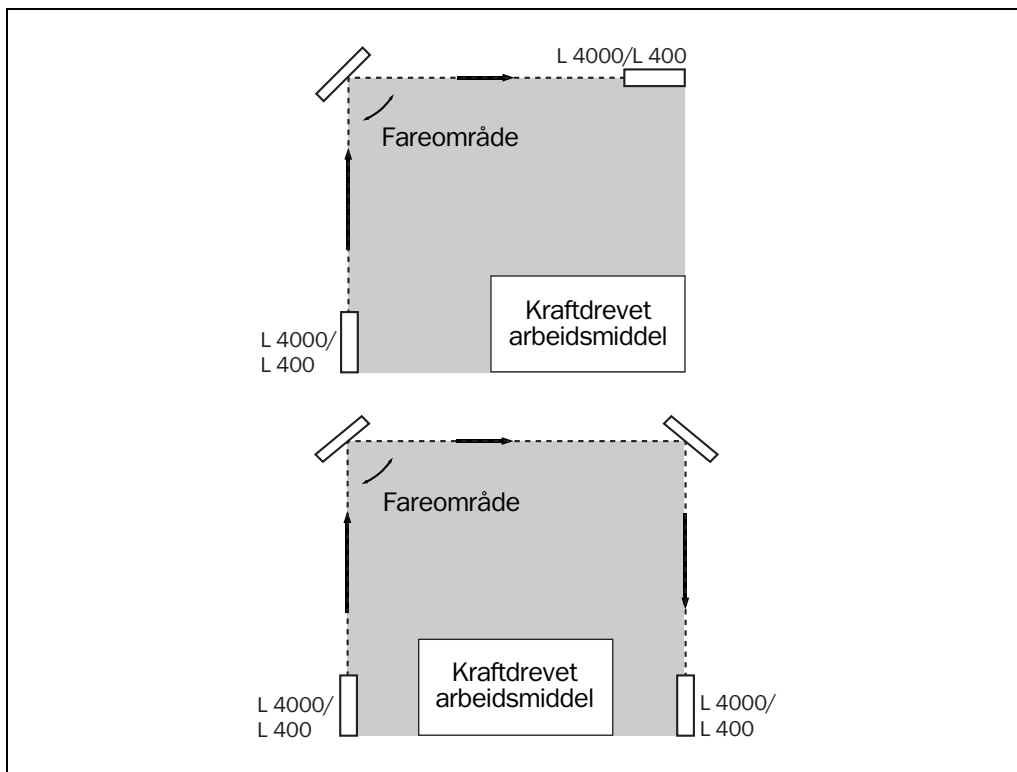 L 4000/L 400
Fareområde
Kraftdrevet
arbeidsmiddel
L 4000/
L 400
Fareområde
Kraftdrevet
arbeidsmiddel
L 4000/
L 400
L 4000/
L 400